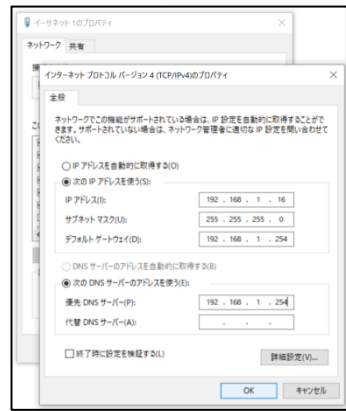 イーサネット 1のプロパティ
ネットワーク 共有
インターネット プロトコル バージョン 4 (TCP/IPv4)のプロパティ
全般
ネットワークでこの機能がサポートされている場合は、IP 設定を自動的に取得することがで
きます。サポートされていない場合は、ネットワーク管理者に適切な IP 設定を問い合わせて
ください。
IP アドレスを自動的に取得する(O)
次の IP アドレスを使う(S):
IP アドレス(I): 192 . 168 . 1 . 16
サブネット マスク(U): 255 . 255 . 255 . 0
デフォルト ゲートウェイ(D): 192 . 168 . 1 . 254
DNS サーバーのアドレスを自動的に取得する(B)
次の DNS サーバーのアドレスを使う(E):
優先 DNS サーバー(P): 192 . 168 . 1 . 254
代替 DNS サーバー(A): . . .
終了時に設定を検証する(L)
詳細設定(V)...
OK キャンセル